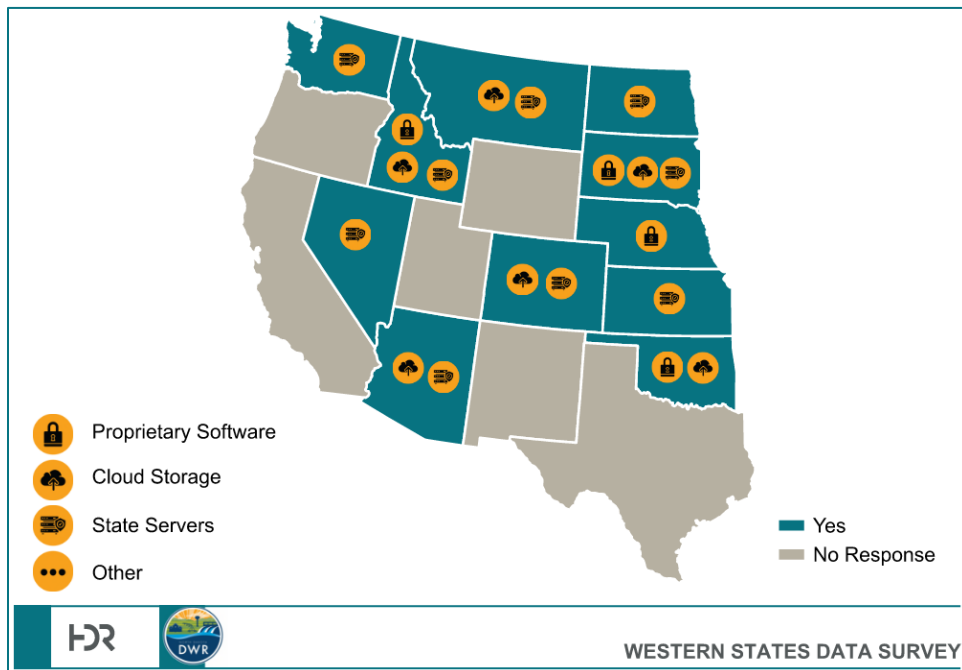 Proprietary Software
Cloud Storage
State Servers
Other
Yes
No Response
HDR
DWR
WESTERN STATES DATA SURVEY